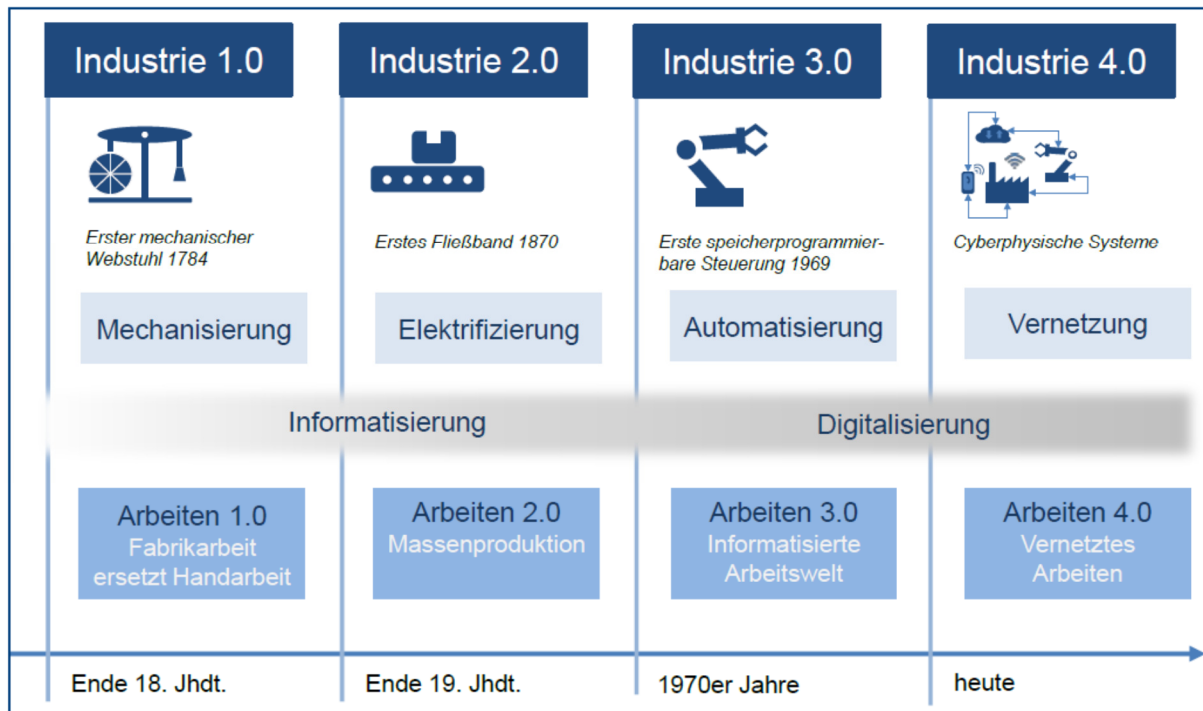 Industrie 1.0
Industrie 2.0
Industrie 3.0
Industrie 4.0
Erster mechanischer
Webstuhl 1784
Erstes Fließband 1870
Erste speicherprogrammier-
bare Steuerung 1969
Cyberphysische Systeme
Mechanisierung
Elektrifizierung
Automatisierung
Vernetzung
Informatisierung
Digitalisierung
Arbeiten 1.0
Fabrikarbeit
ersetzt Handarbeit
Arbeiten 2.0
Massenproduktion
Arbeiten 3.0
Informatisierte
Arbeitswelt
Arbeiten 4.0
Vernetztes
Arbeiten
Ende 18. Jhdt.
Ende 19. Jhdt.
1970er Jahre
heute